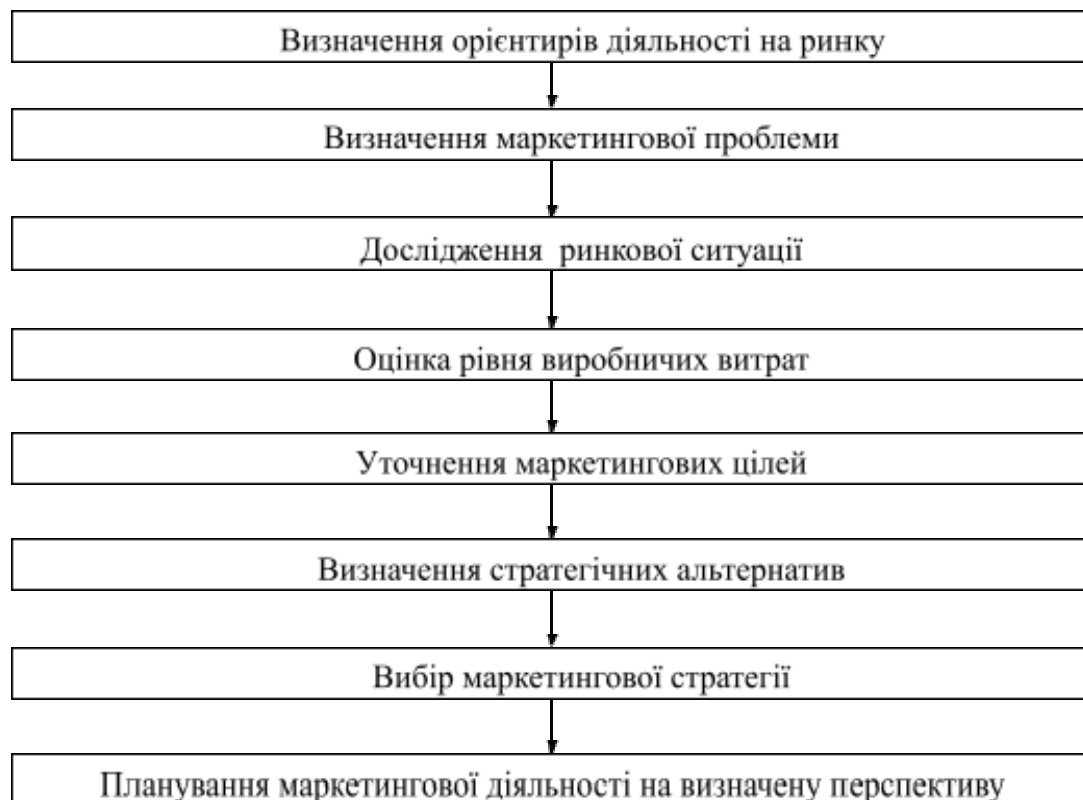 Визначення орієнтирів діяльності на ринку
Визначення маркетингової проблеми
Дослідження ринкової ситуації
Оцінка рівня виробничих витрат
Уточнення маркетингових цілей
Визначення стратегічних альтернатив
Вибір маркетингової стратегії
Планування маркетингової діяльності на визначену перспективу